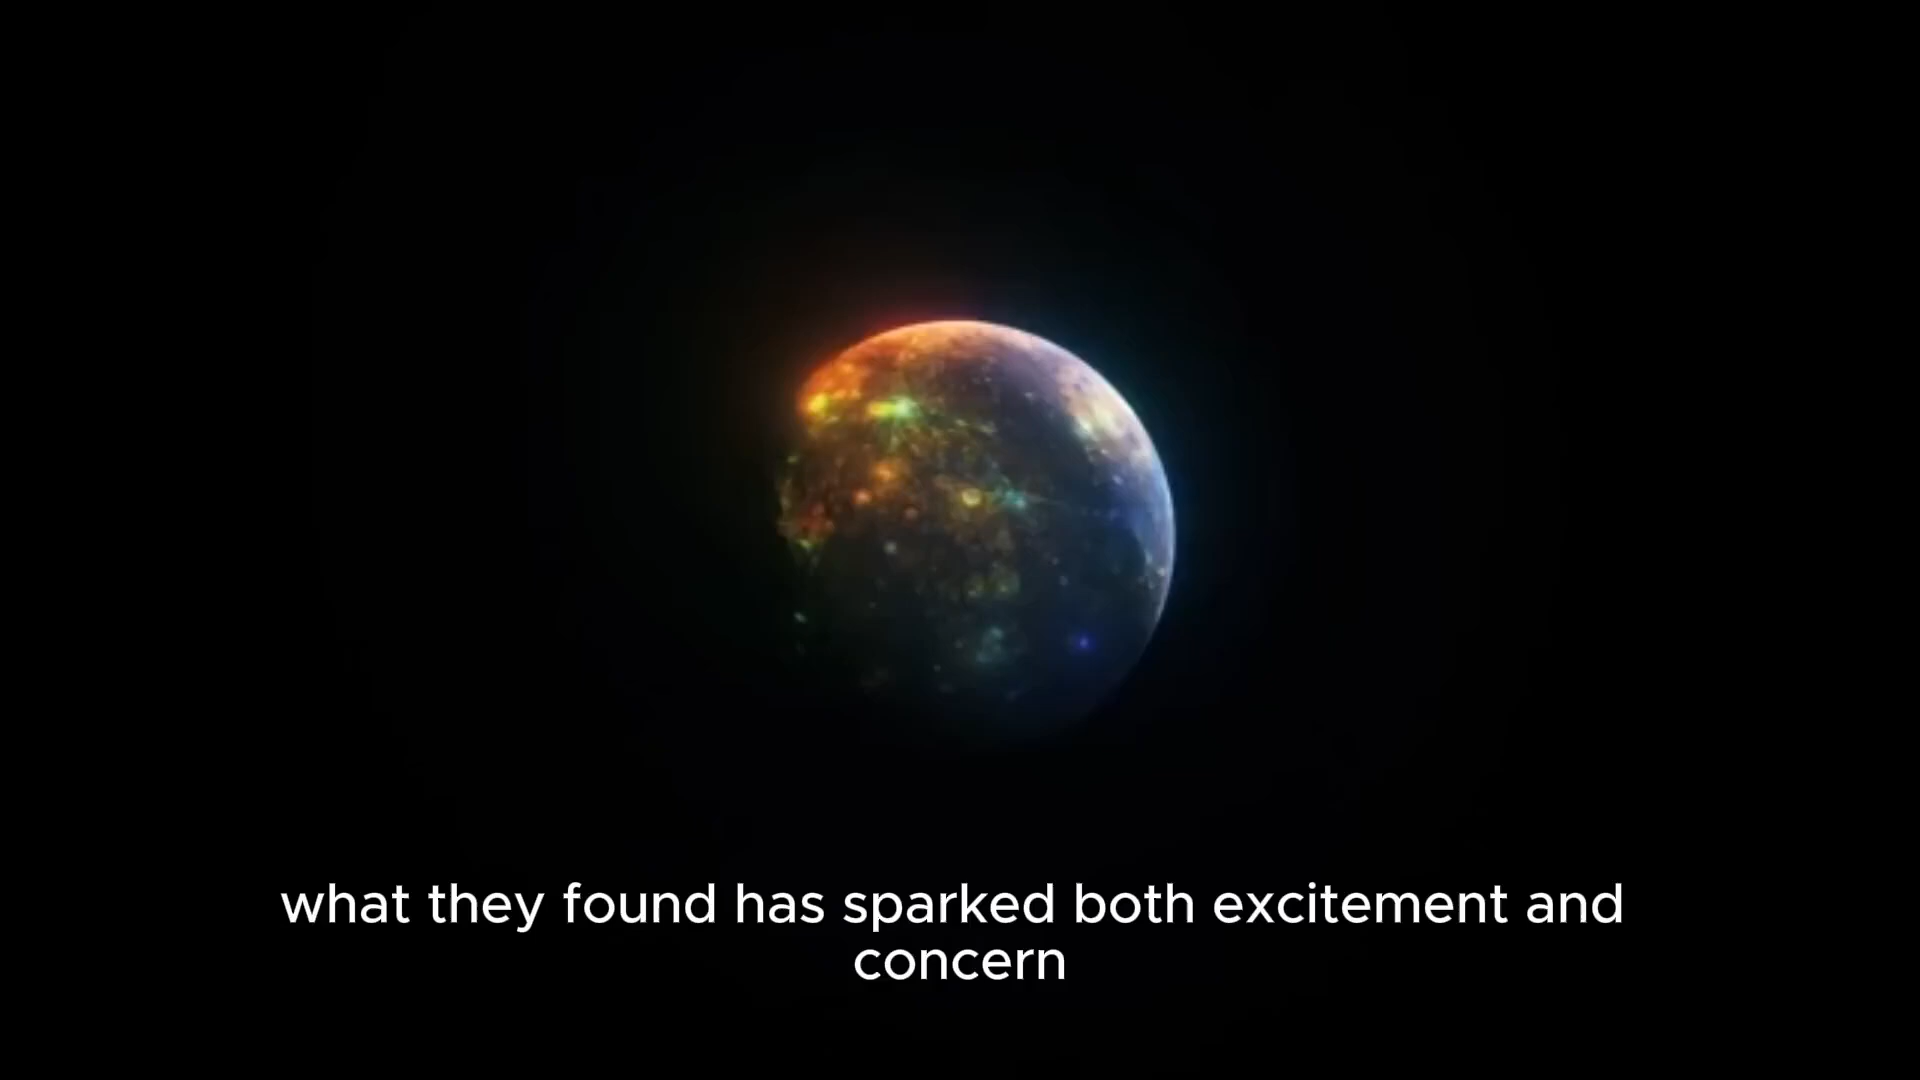 what they found has sparked both excitement and
concern